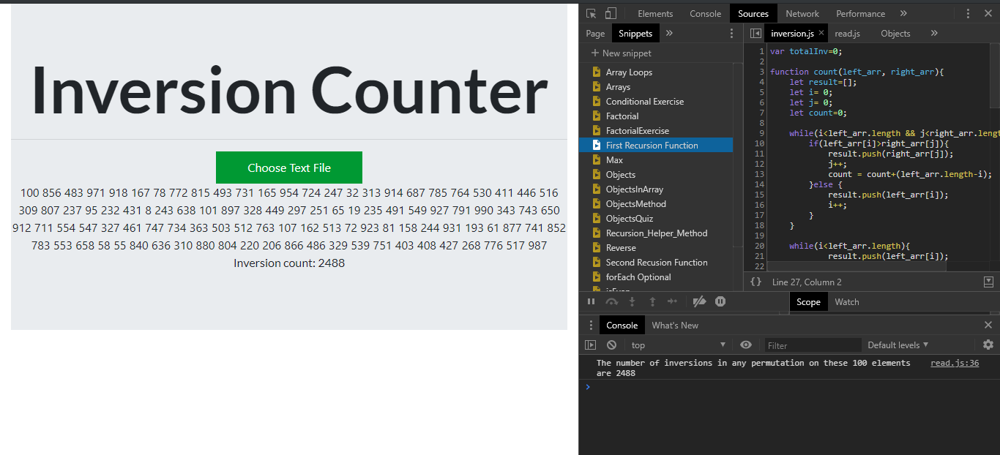 Inversion Counter
Choose Text File
100 856 483 971 918 167 78 772 815 493 731 165 954 724 247 32 313 914 687 785 764 530 411 446 516
309 807 237 95 232 431 8 243 638 101 897 328 449 297 251 65 19 235 491 549 927 791 990 343 743 650
912 711 554 547 327 461 747 734 363 503 512 763 107 162 513 72 923 81 158 244 931 193 61 877 741 852
783 553 658 58 55 840 636 310 880 804 220 206 866 486 329 539 751 403 408 427 268 776 517 987
Inversion count: 2488
Elements Console Sources Network Performance »
Page Snippets »
+ New snippet
Array Loops
Arrays
Conditional Exercise
Factorial
FactorialExercise
First Recursion Function
Max
Objects
ObjectsInArray
ObjectsMethod
ObjectsQuiz
Recursion_Helper_Method
Reverse
Second Recusion Function
forEach Optional
isEven
inversion.js × read.js Objects »
1 var totalInv=0;
2
3 function count(left_arr, right_arr){
4 let result=[];
5 let i= 0;
6 let j= 0;
7 let count=0;
8
9 while(i<left_arr.length && j<right_arr.lengt
10 if(left_arr[i]>right_arr[j]){
11 result.push(right_arr[j]);
12 j++;
13 count = count+(left_arr.length-i);
14 }else {
15 result.push(left_arr[i]);
16 i++;
17 }
18 }
19
20 while(i<left_arr.length){
21 result.push(left_arr[i]);
22
{} Line 27, Column 2
Scope Watch
Console What's New
top Filter Default levels
The number of inversions in any permutation on these 100 elements read.js:36
are 2488